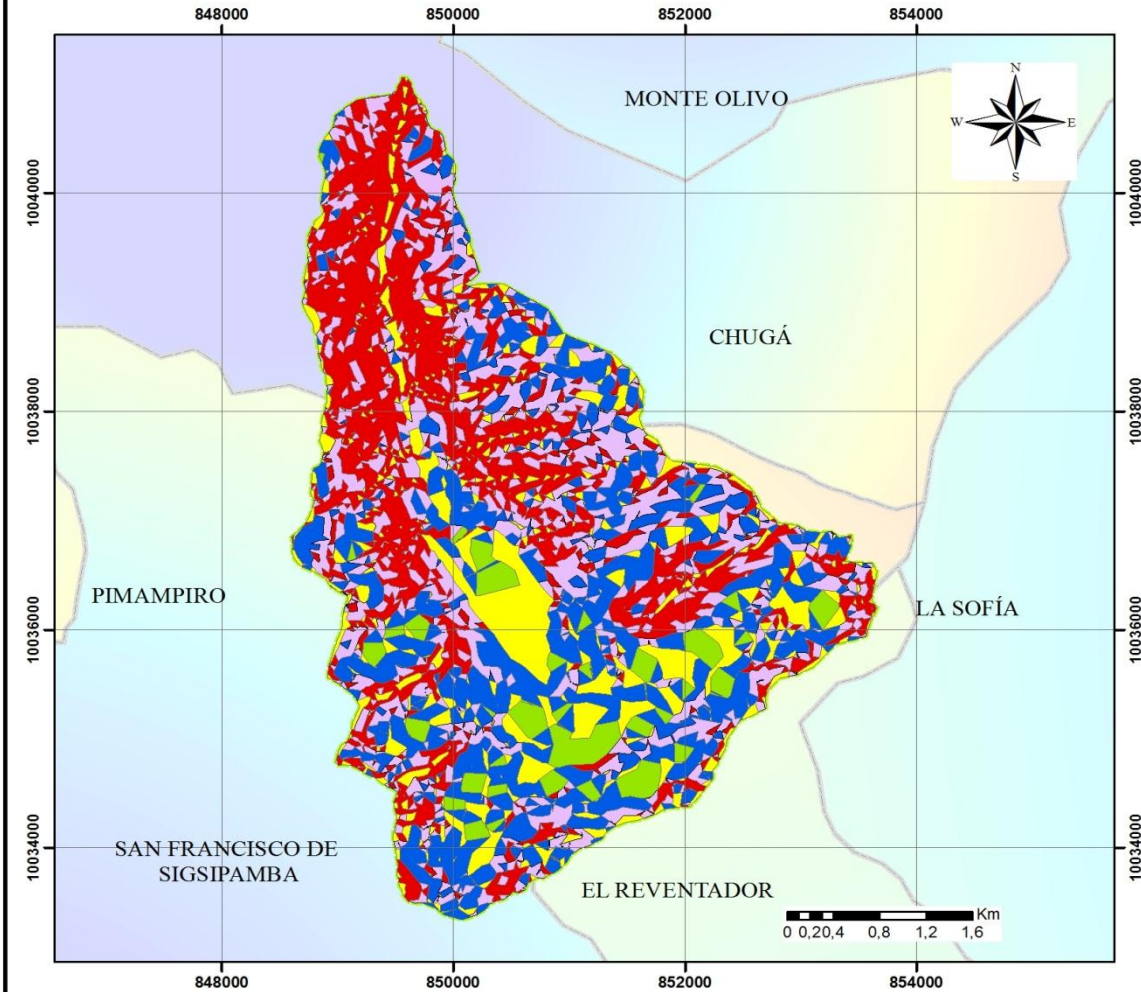 848000 850000 852000 854000
N
W E
S
MONTE OLIVO
10040000 10040000
CHUGÁ
10038000 10038000
PIMAMPIRO
LA SOFÍA
10036000 10036000
SAN FRANCISCO DE
SIGSIPAMBA
10034000 10034000
EL REVENTADOR
Km
0 0,20,4 0,8 1,2 1,6
848000 850000 852000 854000